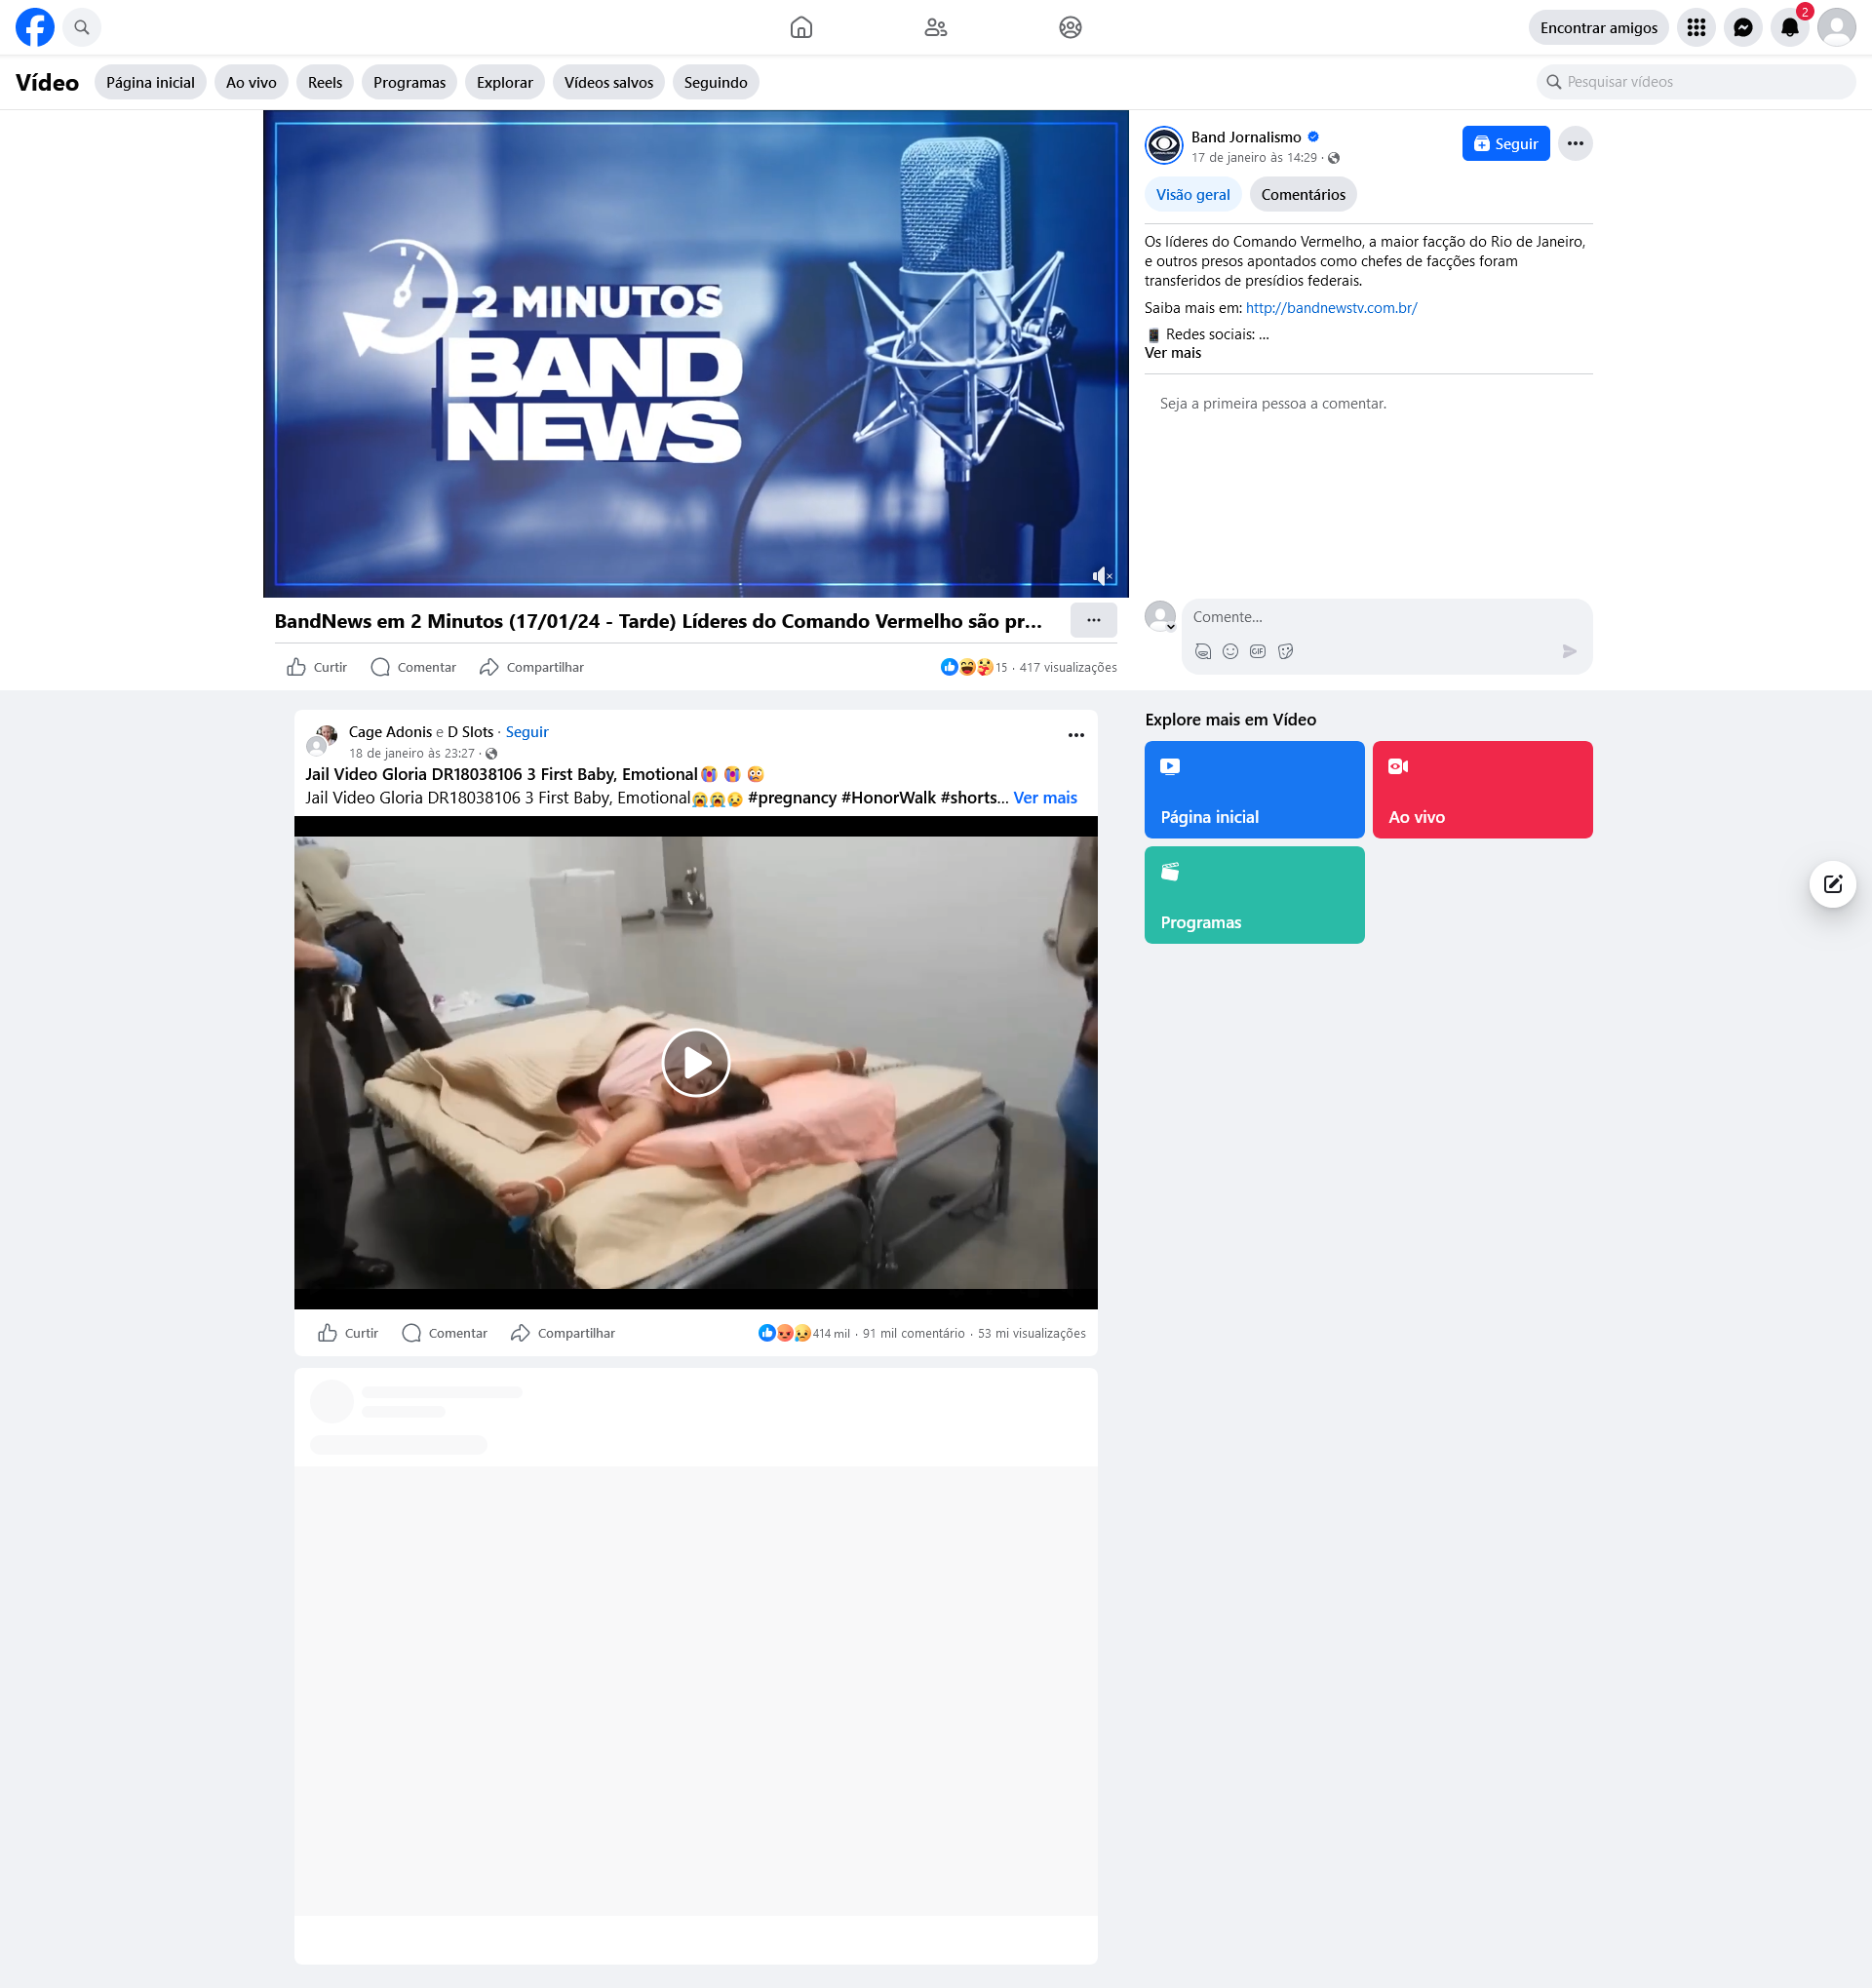 Encontrar amigos
2
Vídeo
Página inicial
Ao vivo
Reels
Programas
Explorar
Vídeos salvos
Seguindo
Pesquisar vídeos
2 MINUTOS
BAND
NEWS
Band Jornalismo
17 de janeiro às 14:29 ·
Seguir
Visão geral
Comentários
Os líderes do Comando Vermelho, a maior facção do Rio de Janeiro,
e outros presos apontados como chefes de facções foram
transferidos de presídios federais.
Saiba mais em: http://bandnewstv.com.br/
📱 Redes sociais: ...
Ver mais
Seja a primeira pessoa a comentar.
Comente...
GIF
BandNews em 2 Minutos (17/01/24 - Tarde) Líderes do Comando Vermelho são pr...
Curtir
Comentar
Compartilhar
15 · 417 visualizações
Cage Adonis e D Slots · Seguir
18 de janeiro às 23:27 ·
Jail Video Gloria DR18038106 3 First Baby, Emotional😭 😭 😳
Jail Video Gloria DR18038106 3 First Baby, Emotional😭😭😥 #pregnancy #HonorWalk #shorts... Ver mais
Curtir
Comentar
Compartilhar
414 mil · 91 mil comentário · 53 mi visualizações
Explore mais em Vídeo
Página inicial
Ao vivo
Programas